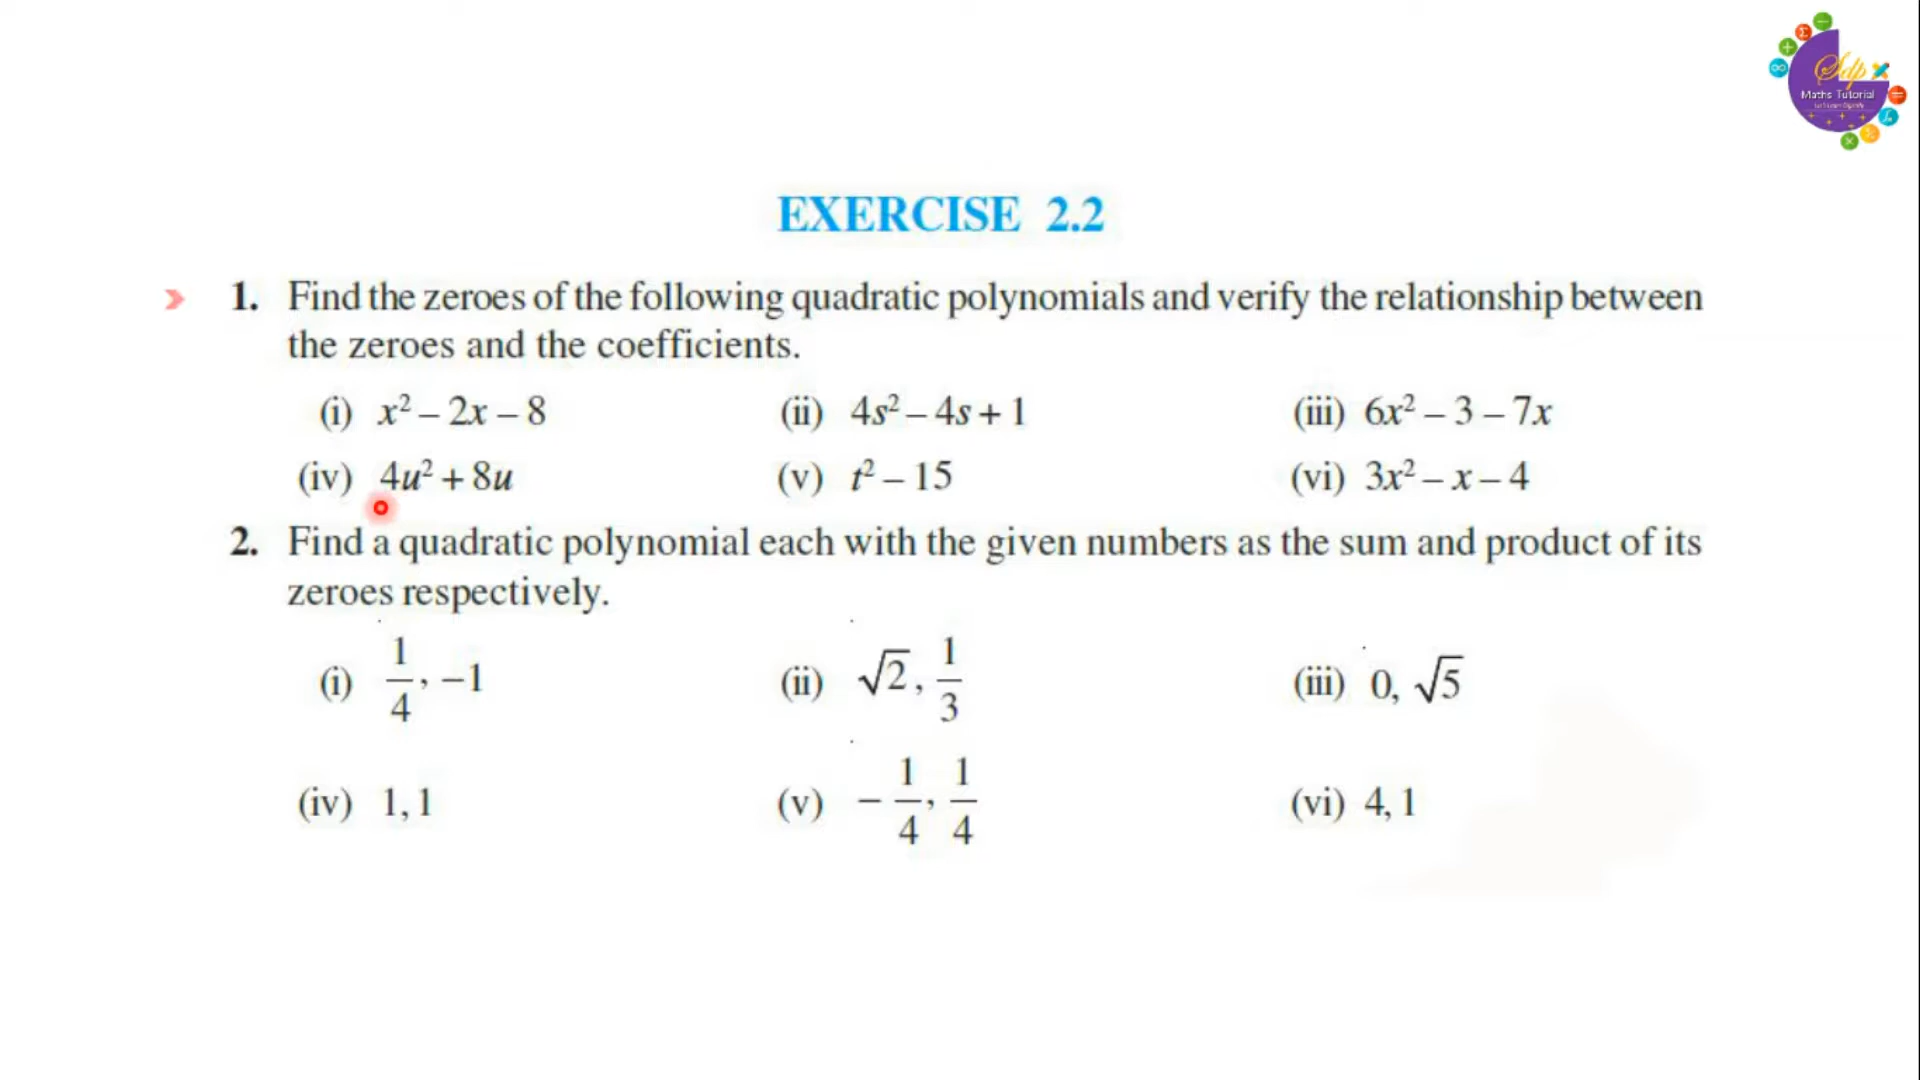 Sdp
Maths Tutorial
EXERCISE 2.2
1. Find the zeroes of the following quadratic polynomials and verify the relationship between
the zeroes and the coefficients.
(i) x² – 2x – 8 (ii) 4s² – 4s + 1 (iii) 6x² – 3 – 7x
(iv) 4u² + 8u (v) t² – 15 (vi) 3x² – x – 4
2. Find a quadratic polynomial each with the given numbers as the sum and product of its
zeroes respectively.
(i) 1/4, –1 (ii) √2, 1/3 (iii) 0, √5
(iv) 1, 1 (v) –1/4, 1/4 (vi) 4, 1